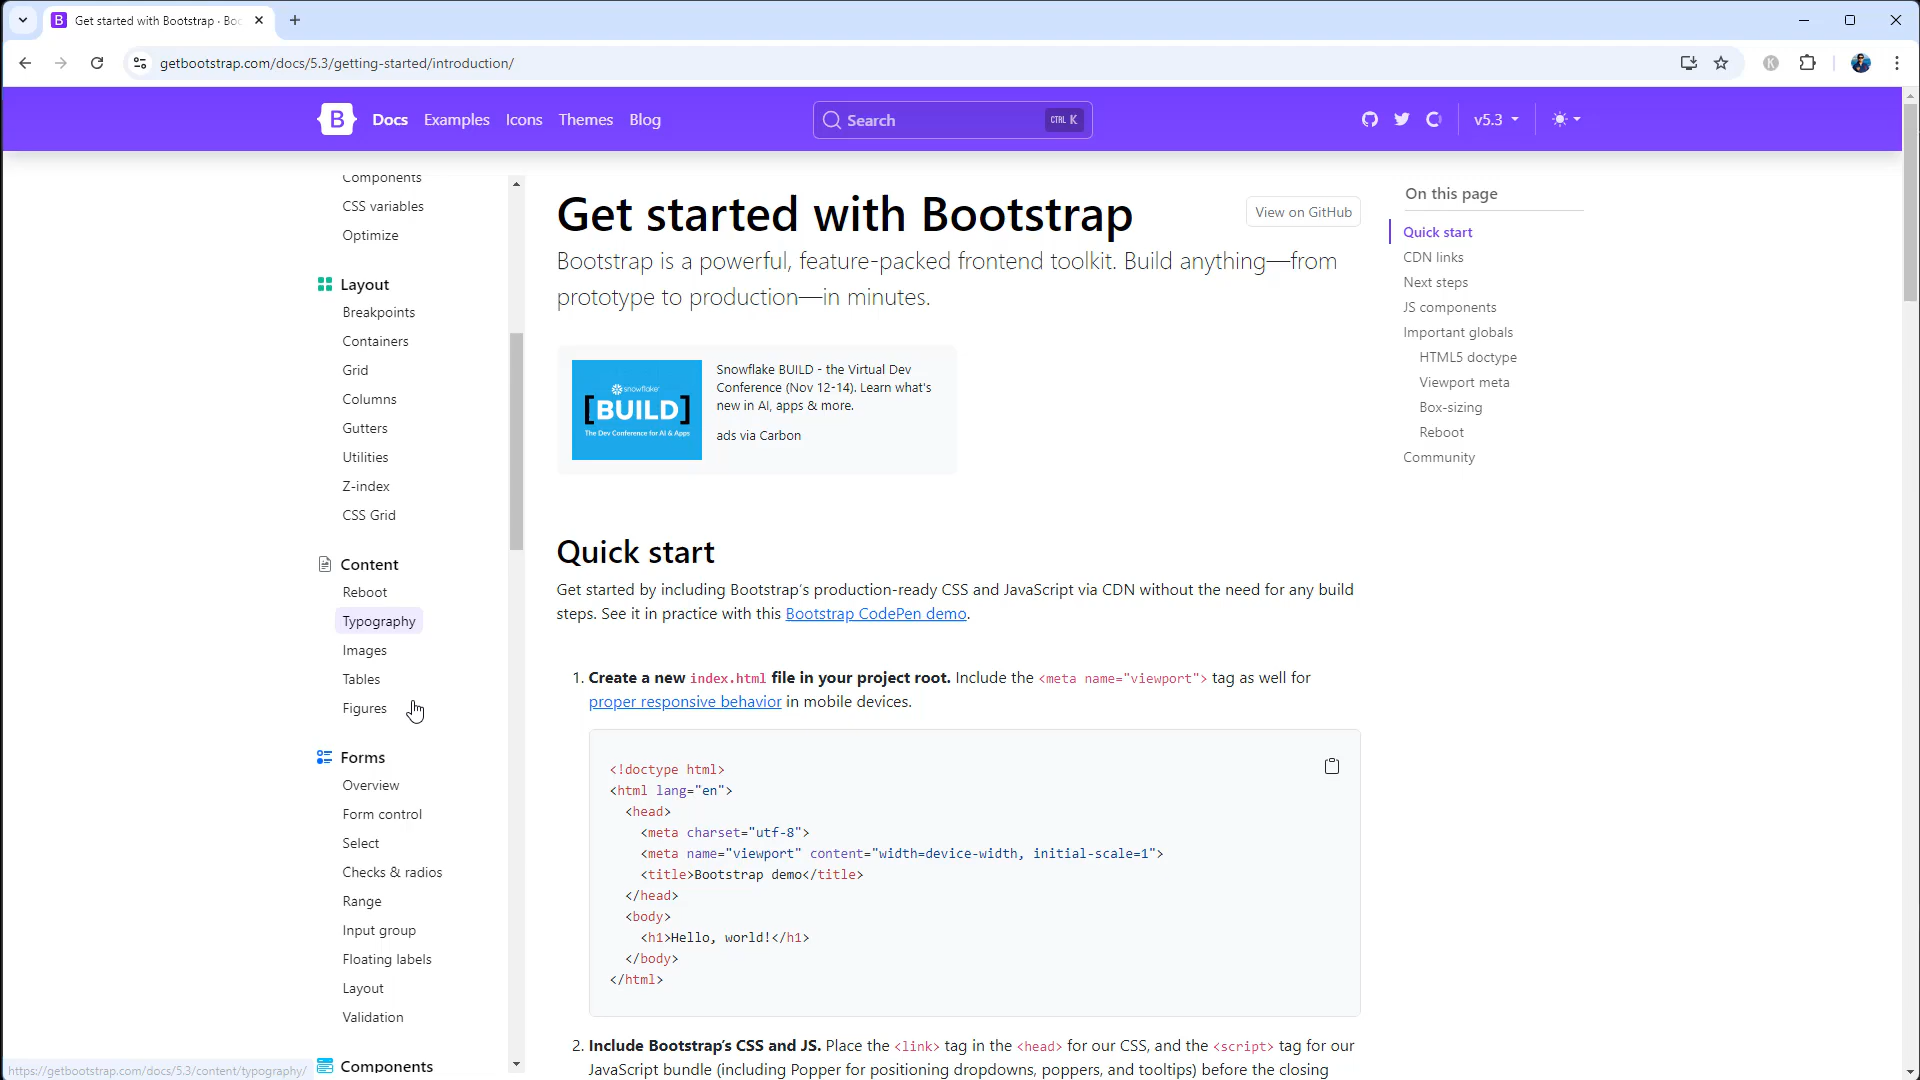 Get started with Bootstrap · Boo
getbootstrap.com/docs/5.3/getting-started/introduction/
K
B
Docs
Examples
Icons
Themes
Blog
Search
CTRL K
v5.3
Components
CSS variables
Optimize
Layout
Breakpoints
Containers
Grid
Columns
Gutters
Utilities
Z-index
CSS Grid
Content
Reboot
Typography
Images
Tables
Figures
Forms
Overview
Form control
Select
Checks & radios
Range
Input group
Floating labels
Layout
Validation
Components
Get started with Bootstrap
View on GitHub
Bootstrap is a powerful, feature-packed frontend toolkit. Build anything—from
prototype to production—in minutes.
snowflake
[BUILD]
The Dev Conference for AI & Apps
Snowflake BUILD - the Virtual Dev
Conference (Nov 12-14). Learn what's
new in AI, apps & more.
ads via Carbon
Quick start
Get started by including Bootstrap's production-ready CSS and JavaScript via CDN without the need for any build
steps. See it in practice with this Bootstrap CodePen demo.
1. Create a new index.html file in your project root. Include the <meta name="viewport"> tag as well for
proper responsive behavior in mobile devices.
<!doctype html>
<html lang="en">
<head>
<meta charset="utf-8">
<meta name="viewport" content="width=device-width, initial-scale=1">
<title>Bootstrap demo</title>
</head>
<body>
<h1>Hello, world!</h1>
</body>
</html>
2. Include Bootstrap's CSS and JS. Place the <link> tag in the <head> for our CSS, and the <script> tag for our
JavaScript bundle (including Popper for positioning dropdowns, poppers, and tooltips) before the closing
On this page
Quick start
CDN links
Next steps
JS components
Important globals
HTML5 doctype
Viewport meta
Box-sizing
Reboot
Community
https://getbootstrap.com/docs/5.3/content/typography/